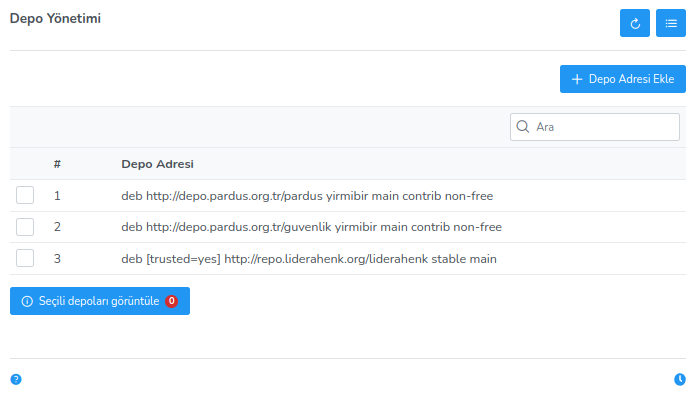 Depo Yönetimi
Depo Adresi Ekle
Ara
# Depo Adresi
1 deb http://depo.pardus.org.tr/pardus yirmibir main contrib non-free
2 deb http://depo.pardus.org.tr/guvenlik yirmibir main contrib non-free
3 deb [trusted=yes] http://repo.liderahenk.org/liderahenk stable main
Seçili depoları görüntüle 0